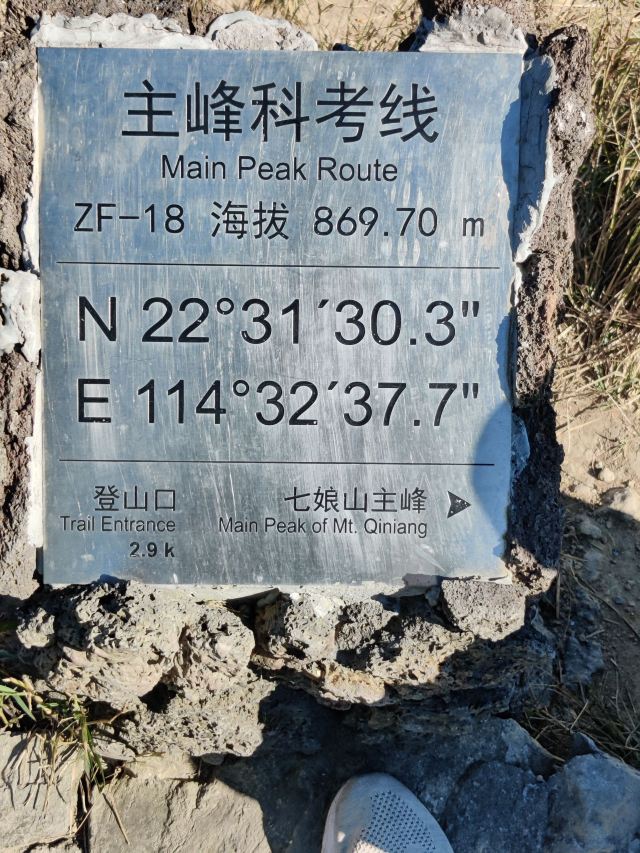 主峰科考线
Main Peak Route
ZF-18 海拔 869.70 m
N 22°31′30.3"
E 114°32′37.7"
登山口 七娘山主峰
Trail Entrance Main Peak of Mt. Qiniang
2.9 k